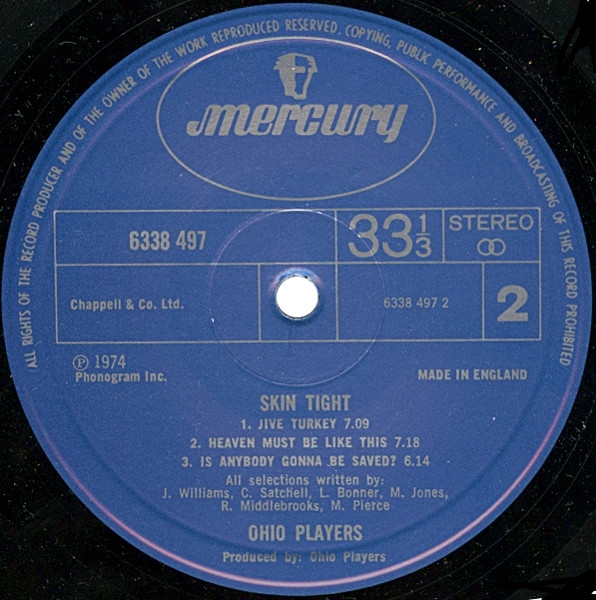 ALL RIGHTS OF THE RECORD PRODUCER AND OF THE OWNER OF THE WORK REPRODUCED RESERVED. COPYING, PUBLIC PERFORMANCE AND BROADCASTING OF THIS RECORD PROHIBITED
mercury
6338 497
33 1/3
STEREO
Chappell & Co. Ltd.
6338 497 2
2
Ⓟ 1974
Phonogram Inc.
MADE IN ENGLAND
SKIN TIGHT
1. JIVE TURKEY 7.09
2. HEAVEN MUST BE LIKE THIS 7.18
3. IS ANYBODY GONNA BE SAVED? 6.14
All selections written by:
J. Williams, C. Satchell, L. Bonner, M. Jones,
R. Middlebrooks, M. Pierce
OHIO PLAYERS
Produced by: Ohio Players